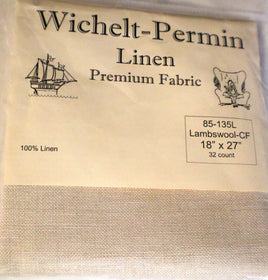 Wichelt-Permin
Linen
Premium Fabric
85-135L
Lambswool-CF
18" x 27"
32 count
100% Linen